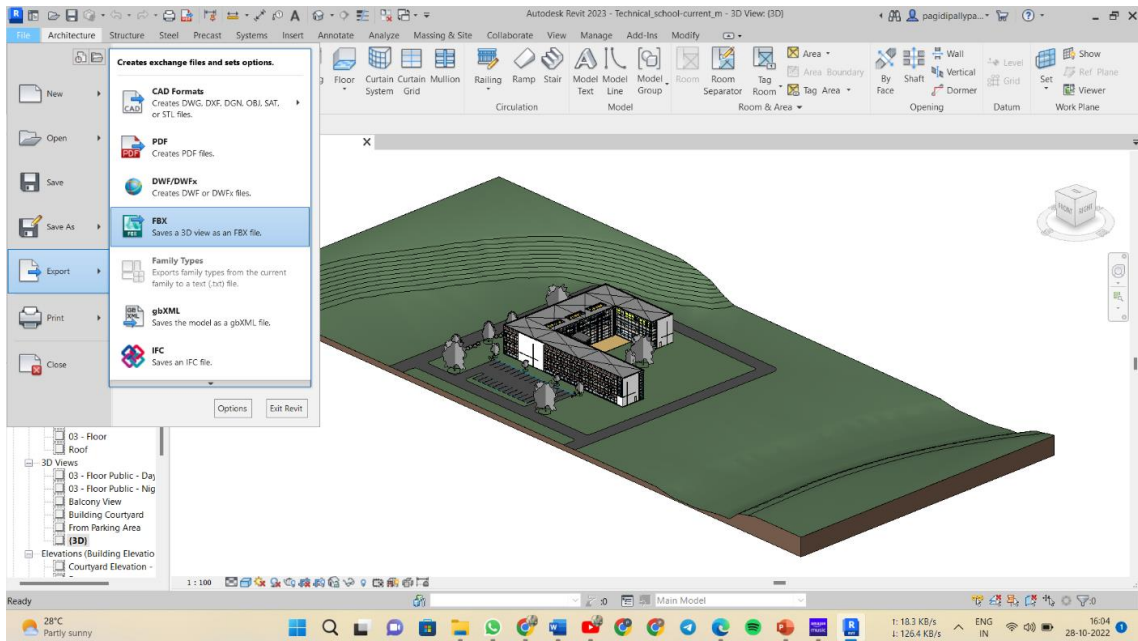 Autodesk Revit 2023 - Technical_school-current_m - 3D View: {3D}
pagidipallypa...
File Architecture Structure Steel Precast Systems Insert Annotate Analyze Massing & Site Collaborate View Manage Add-Ins Modify
Creates exchange files and sets options.
New
Open
Save
Save As
Export
Print
Close
CAD Formats
Creates DWG, DXF, DGN, OBJ, SAT,
or STL files.
PDF
Creates PDF files.
DWF/DWFx
Creates DWF or DWFx files.
FBX
Saves a 3D view as an FBX file.
Family Types
Exports family types from the current
family to a text (.txt) file.
gbXML
Saves the model as a gbXML file.
IFC
Saves an IFC file.
Options Exit Revit
Floor Curtain System Curtain Grid Mullion
Railing Ramp Stair
Circulation
Model Text Model Line Model Group
Model
Room Room Separator Tag Room
Area
Area Boundary
Tag Area
Room & Area
By Face Shaft Wall
Vertical
Dormer
Opening
Level
Grid
Datum
Set Show
Ref Plane
Viewer
Work Plane
FRONT
03 - Floor
Roof
3D Views
03 - Floor Public - Day
03 - Floor Public - Nig
Balcony View
Building Courtyard
From Parking Area
{3D}
Elevations (Building Elevatio
Courtyard Elevation -
1 : 100
Ready
:0 Main Model
:0
28°C
Partly sunny
18.3 KB/s
126.4 KB/s
ENG
IN
16:04
28-10-2022